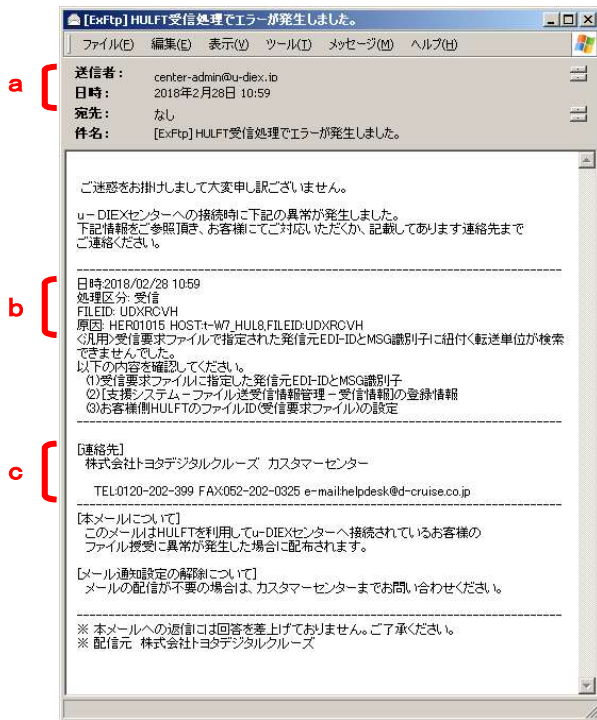 [ExFtp] HULFT受信処理でエラーが発生しました。
ファイル(F) 編集(E) 表示(V) ツール(T) メッセージ(M) ヘルプ(H)
a
送信者： center-admin@u-diex.ip
日時： 2018年2月28日 10:59
宛先： なし
件名： [ExFtp] HULFT受信処理でエラーが発生しました。
ご迷惑をお掛けしまして大変申し訳ございません。
u－DIEXセンターへの接続時に下記の異常が発生しました。
下記情報をご参照頂き、お客様にてご対応いただくか、記載してあります連絡先まで
ご連絡ください。
b
日時:2018/02/28 10:59
処理区分: 受信
FILEID: UDXRCVH
原因: HER01015 HOST:t-W7_HUL8,FILEID:UDXRCVH
<汎用>受信要求ファイルで指定された発信元EDI-IDとMSG識別子に紐付く転送単位が検索
できませんでした。
以下の内容を確認してください。
(1)受信要求ファイルに指定した発信元EDI-IDとMSG識別子
(2)[支援システム－ファイル送受信情報管理－受信情報]の登録情報
(3)お客様側HULFTのファイルID(受信要求ファイル)の設定
c
[連絡先]
株式会社トヨタデジタルクルーズ カスタマーセンター
TEL:0120-202-399 FAX:052-202-0325 e-mail:helpdesk@d-cruise.co.jp
[本メールについて]
このメールはHULFTを利用してu-DIEXセンターへ接続されているお客様の
ファイル授受に異常が発生した場合に配布されます。
[メール通知設定の解除について]
メールの配信が不要の場合は、カスタマーセンターまでお問い合わせください。
※ 本メールへの返信には回答を差上げておりません。ご了承ください。
※ 配信元 株式会社トヨタデジタルクルーズ